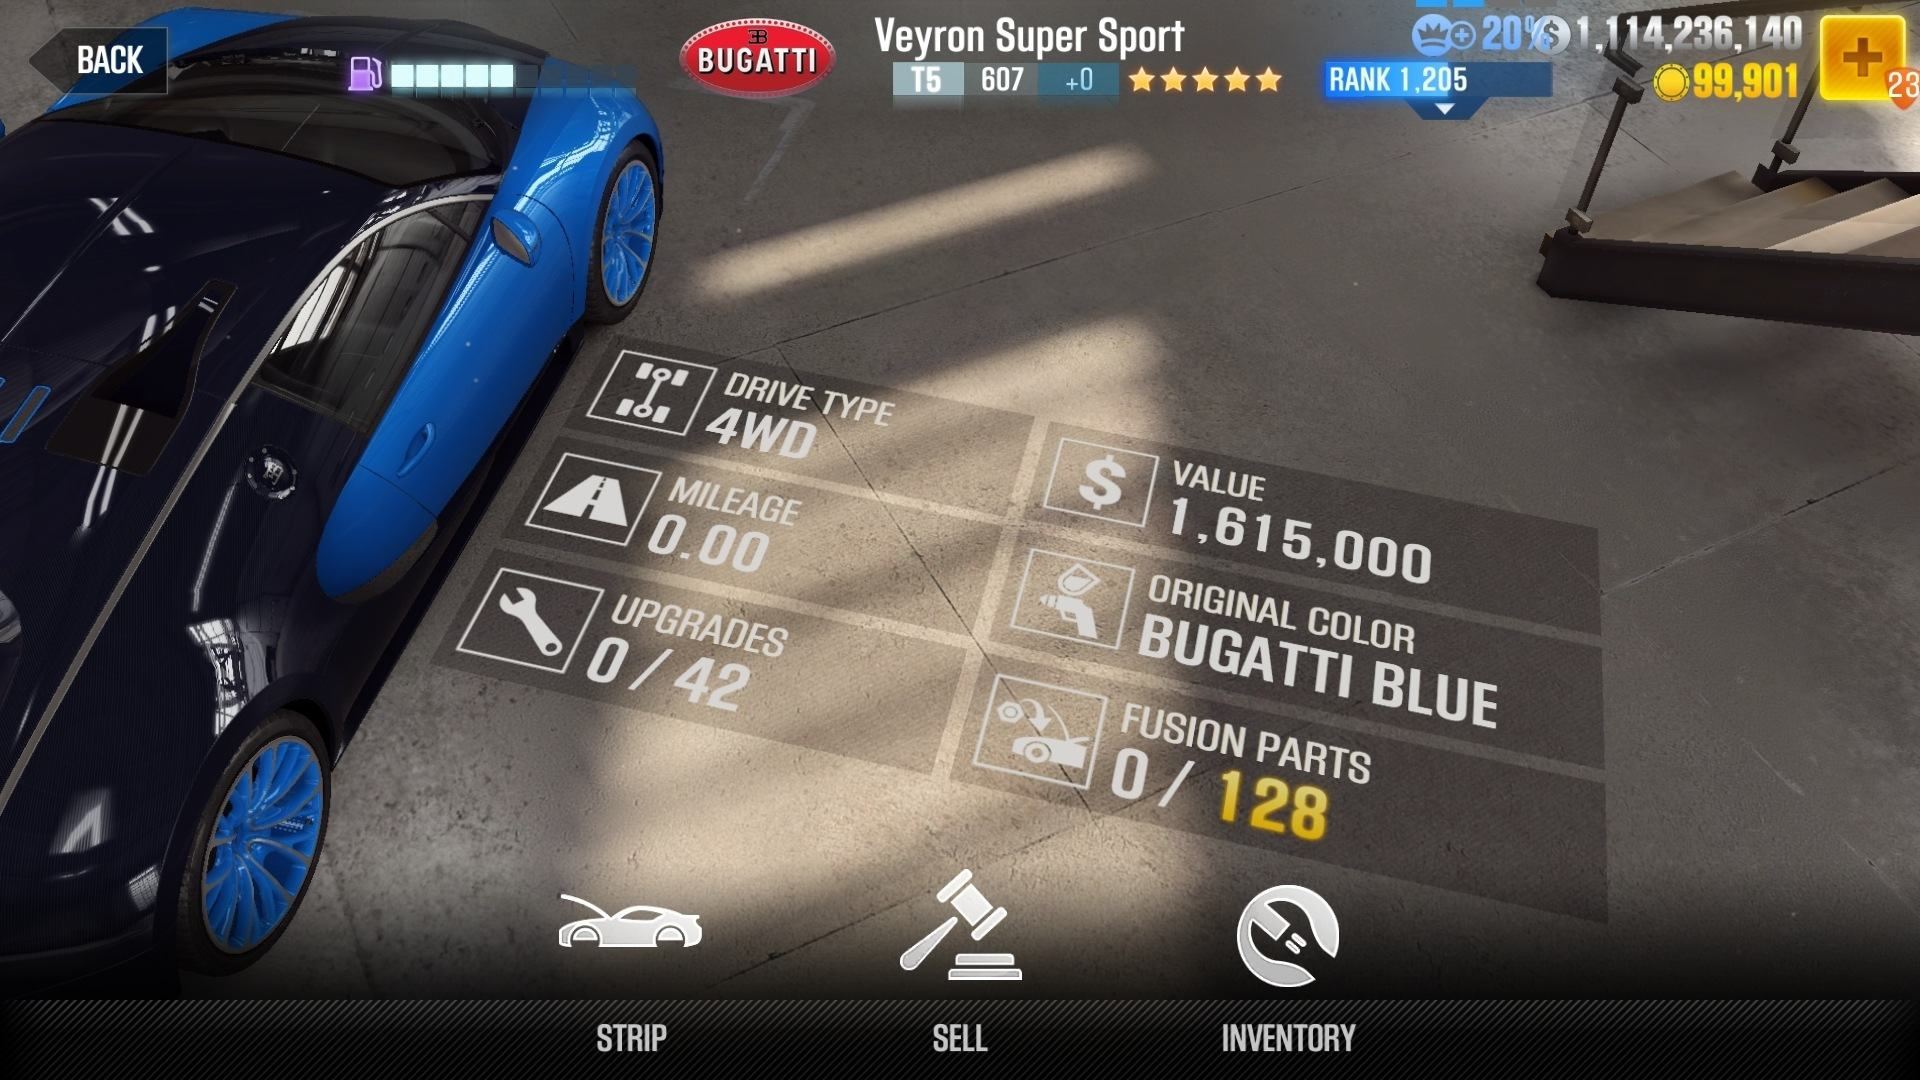 BACK
BUGATTI
Veyron Super Sport
T5 607 +0
20%
$ 1,114,236,140
RANK 1,205
99,901
23
DRIVE TYPE
4WD
MILEAGE
0.00
UPGRADES
0 / 42
$
VALUE
1,615,000
ORIGINAL COLOR
BUGATTI BLUE
FUSION PARTS
0 / 128
STRIP
SELL
INVENTORY